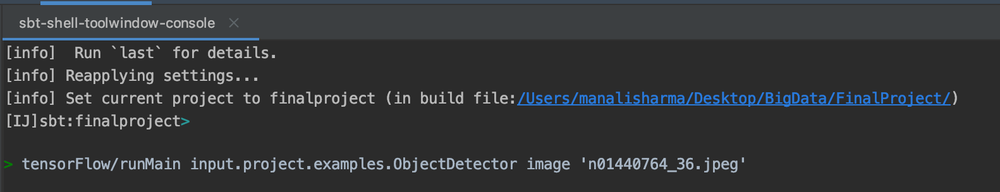 sbt-shell-toolwindow-console
[info]  Run `last` for details.
[info] Reapplying settings...
[info] Set current project to finalproject (in build file:/Users/manalisharma/Desktop/BigData/FinalProject/)
[IJ]sbt:finalproject>
> tensorFlow/runMain input.project.examples.ObjectDetector image 'n01440764_36.jpeg'